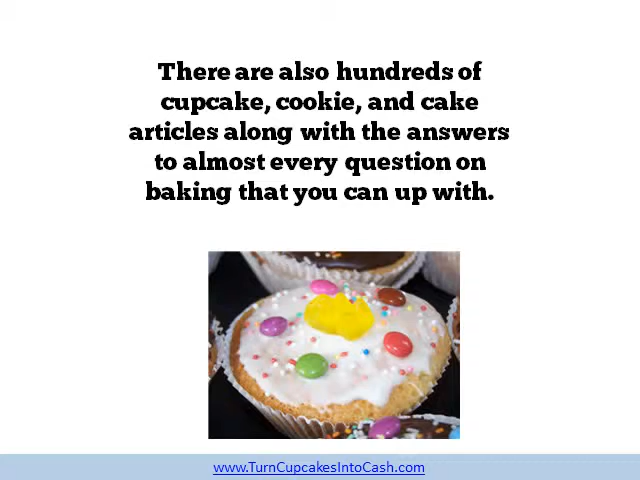 There are also hundreds of
cupcake, cookie, and cake
articles along with the answers
to almost every question on
baking that you can up with.
www.TurnCupcakesIntoCash.com